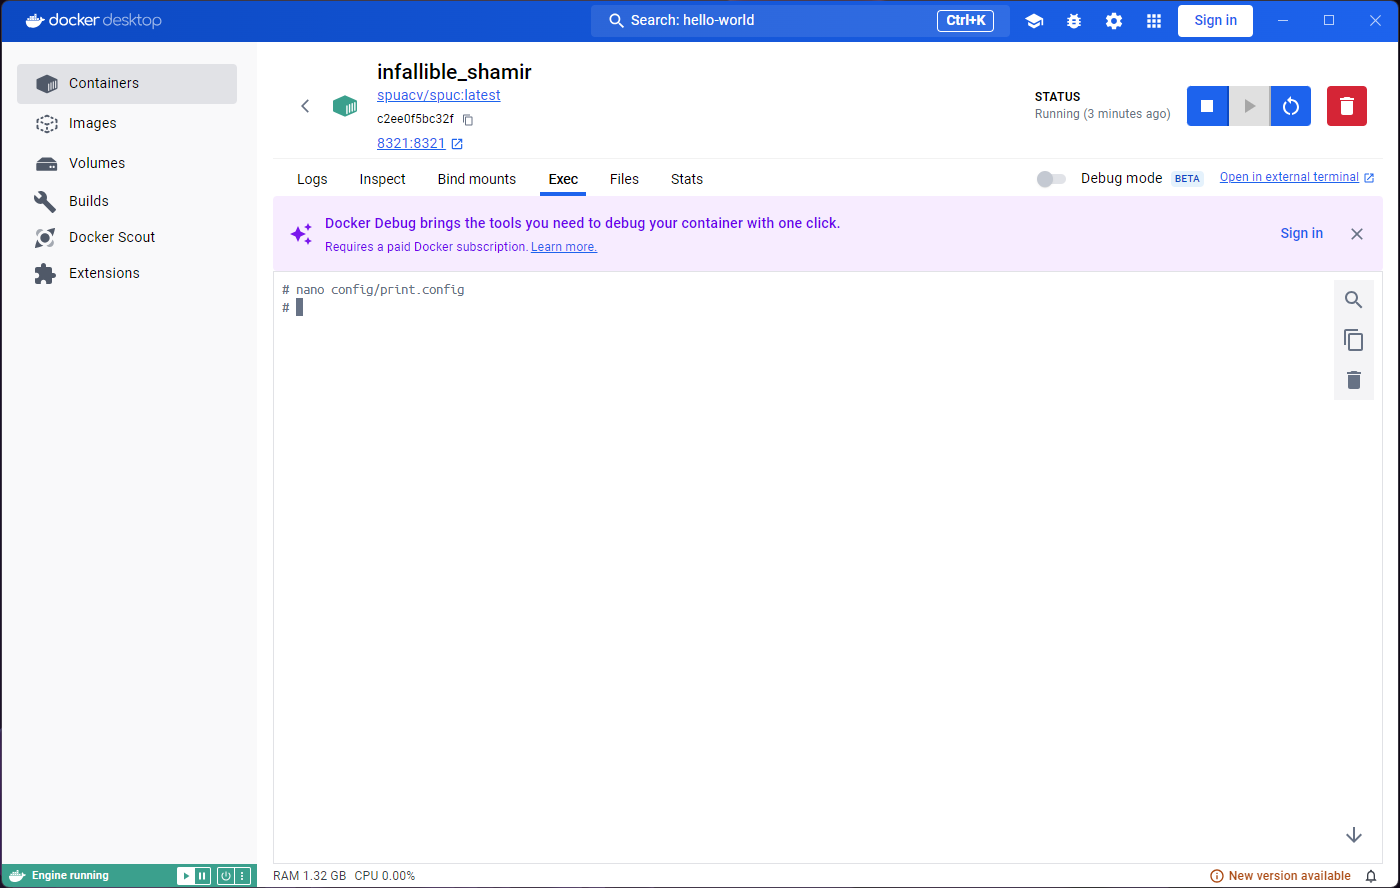 docker desktop
Search: hello-world
Ctrl+K
Sign in
Containers
Images
Volumes
Builds
Docker Scout
Extensions
infallible_shamir
spuacv/spuc:latest
c2ee0f5bc32f
8321:8321
STATUS
Running (3 minutes ago)
Logs
Inspect
Bind mounts
Exec
Files
Stats
Debug mode
BETA
Open in external terminal
Docker Debug brings the tools you need to debug your container with one click.
Requires a paid Docker subscription. Learn more.
Sign in
# nano config/print.config
#
Engine running
RAM 1.32 GB
CPU 0.00%
New version available